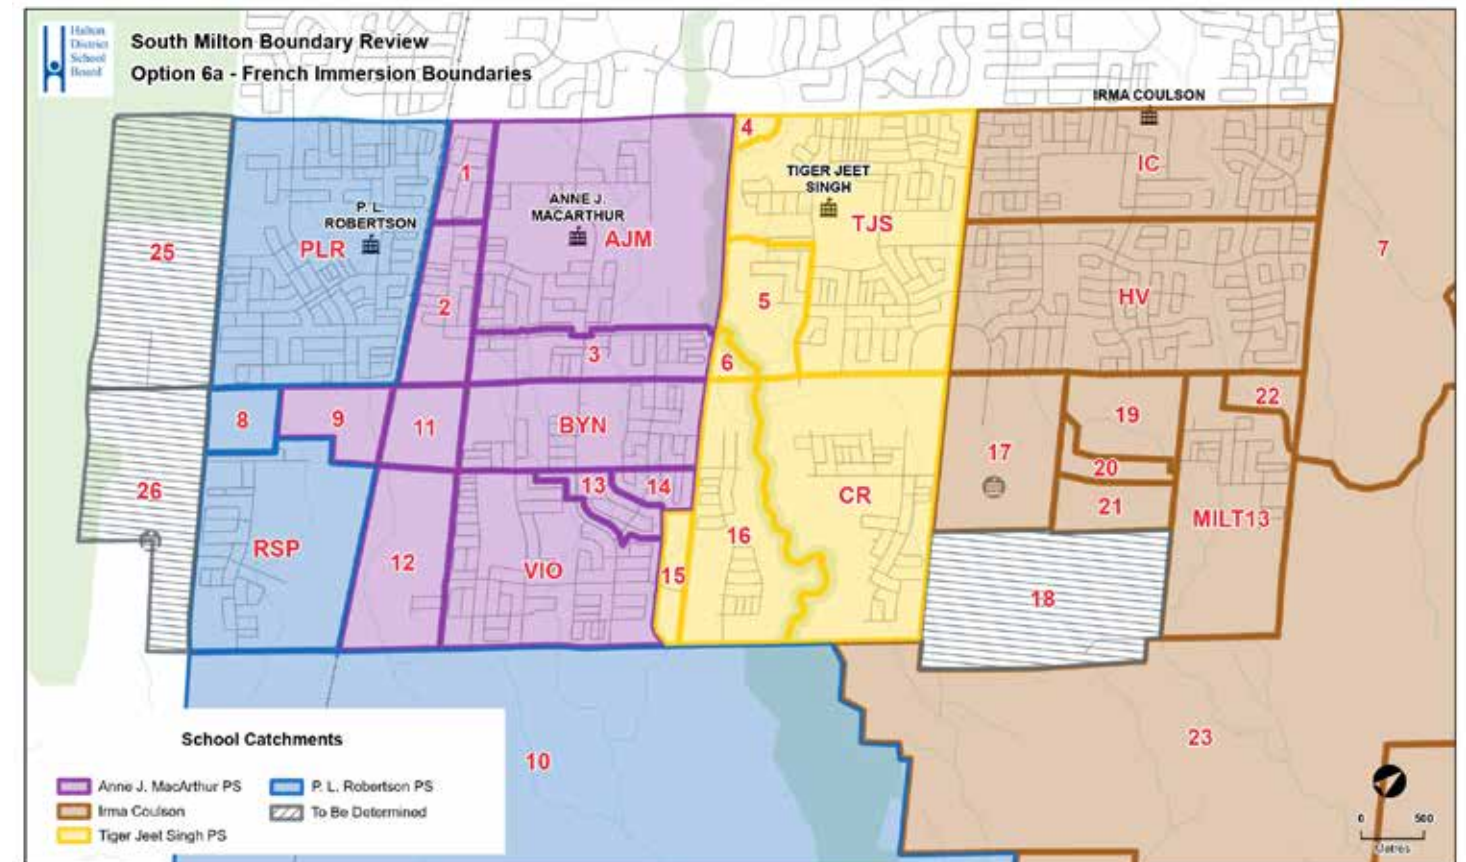 Halton
District
School
Board
South Milton Boundary Review
Option 6a - French Immersion Boundaries
IRMA COULSON
4
TIGER JEET
SINGH
1
IC
ANNE J.
MACARTHUR
P. L.
ROBERTSON
TJS
AJM
PLR
25
7
2
5
HV
3
6
22
8
9
11
BYN
19
17
20
13
14
26
CR
21
MILT13
16
RSP
12
VIO
15
18
School Catchments
23
10
Anne J. MacArthur PS
P. L. Robertson PS
Irma Coulson
To Be Determined
Tiger Jeet Singh PS
0 500
Metres